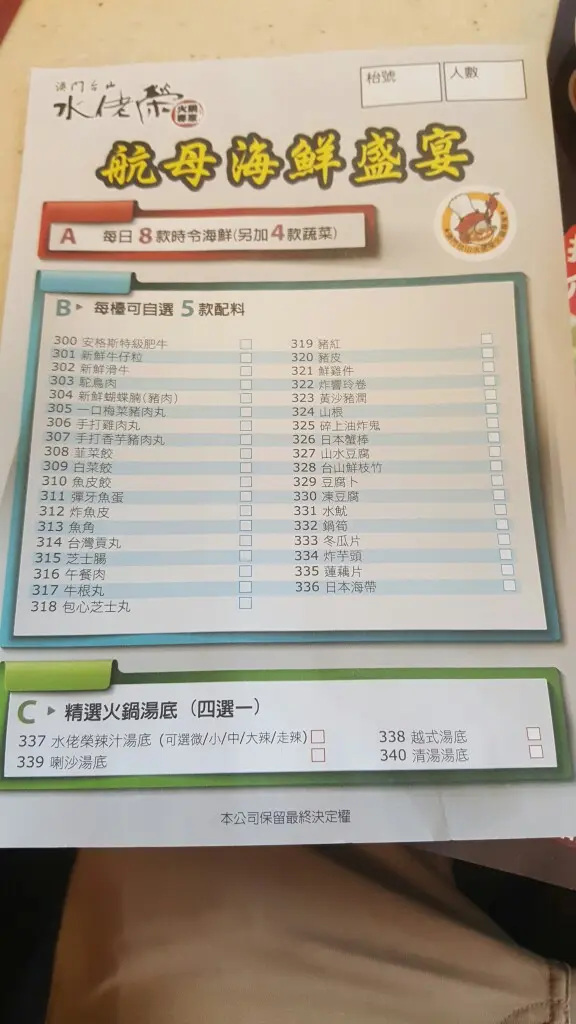 澳門台山
水佬榮
火鍋專家
枱號
人數
航母海鮮盛宴
A 每日8款時令海鮮(另加4款蔬菜)
B 每檯可自選 5 款配料
300 安格斯特級肥牛
301 新鮮牛仔粒
302 新鮮滑牛
303 鴕鳥肉
304 新鮮蝴蝶腩(豬肉)
305 一口梅菜豬肉丸
306 手打雞肉丸
307 手打香芋豬肉丸
308 韮菜餃
309 白菜餃
310 魚皮餃
311 彈牙魚蛋
312 炸魚皮
313 魚角
314 台灣貢丸
315 芝士腸
316 午餐肉
317 牛根丸
318 包心芝士丸
319 豬紅
320 豬皮
321 鮮雞件
322 炸響玲卷
323 黃沙豬潤
324 山根
325 碎上油炸鬼
326 日本蟹棒
327 山水豆腐
328 台山鮮枝竹
329 豆腐卜
330 凍豆腐
331 水魷
332 鍋筍
333 冬瓜片
334 炸芋頭
335 蓮藕片
336 日本海帶
C 精選火鍋湯底 (四選一)
337 水佬榮辣汁湯底 (可選微/小/中/大辣/走辣)
338 越式湯底
339 喇沙湯底
340 清湯湯底
本公司保留最終決定權